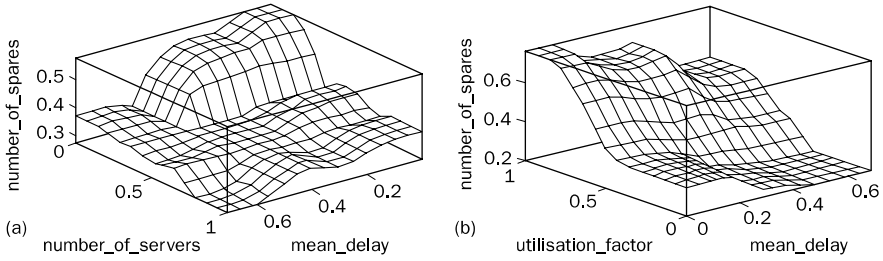 number_of_spares
0.5
0.4
0.3
0
0.5
1
0.6
0.4
0.2
(a)
number_of_servers
mean_delay
number_of_spares
0.6
0.4
0.2
1
0.5
0
0
0.2
0.4
0.6
(b)
utilisation_factor
mean_delay